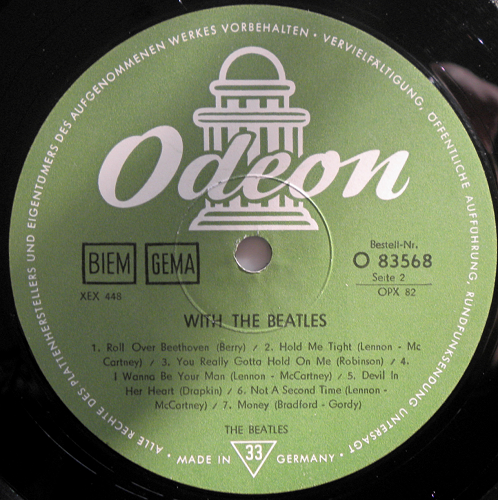 ALLE RECHTE DES PLATTENHERSTELLERS UND EIGENTÜMERS DES AUFGENOMMENEN WERKES VORBEHALTEN · VERVIELFÄLTIGUNG, ÖFFENTLICHE AUFFÜHRUNG, RUNDFUNKSENDUNG UNTERSAGT ·
Odeon
BIEM GEMA
XEX 448
Bestell-Nr.
O 83568
Seite 2
OPX 82
WITH THE BEATLES
1. Roll Over Beethoven (Berry) / 2. Hold Me Tight (Lennon - Mc
Cartney) / 3. You Really Gotta Hold On Me (Robinson) / 4.
I Wanna Be Your Man (Lennon - McCartney) / 5. Devil In
Her Heart (Drapkin) / 6. Not A Second Time (Lennon -
McCartney) / 7. Money (Bradford - Gordy)
THE BEATLES
MADE IN 33 GERMANY